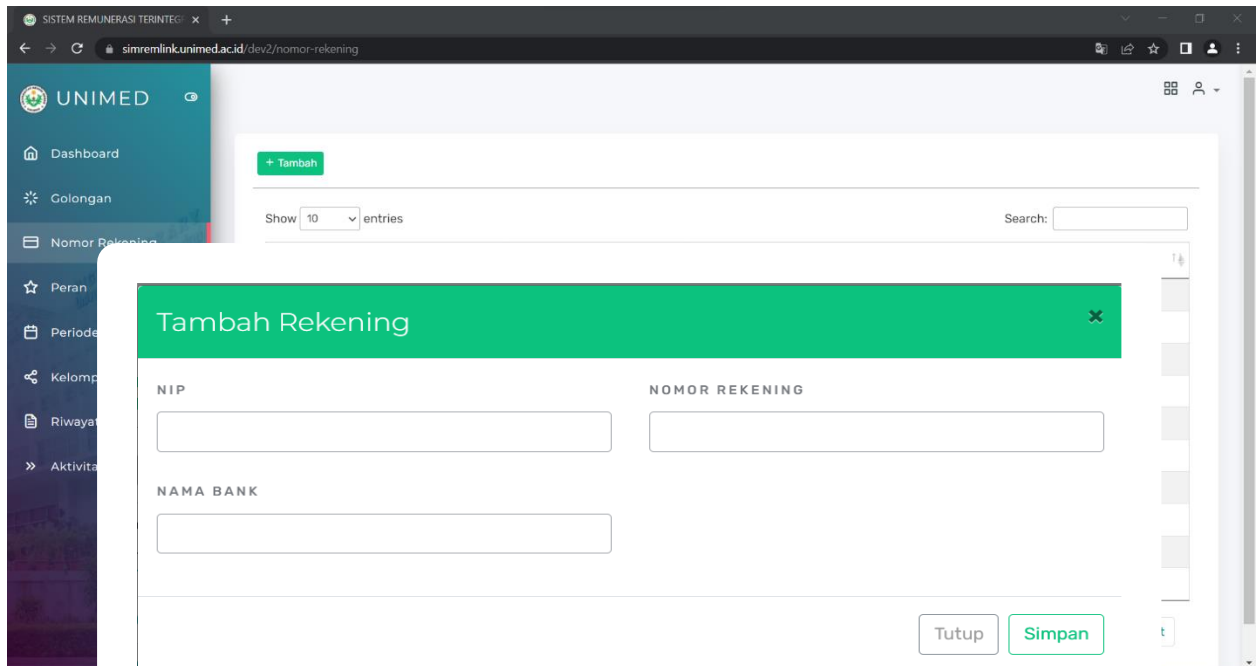 SISTEM REMUNERASI TERINTEG
simremlink.unimed.ac.id/dev2/nomor-rekening
UNIMED
Dashboard
+ Tambah
Golongan
Show 10 entries
Search:
Nomor Rekening
Peran
Tambah Rekening
Periode
Kelomp
NIP
NOMOR REKENING
Riwayat
Aktivita
NAMA BANK
Tutup
Simpan
t